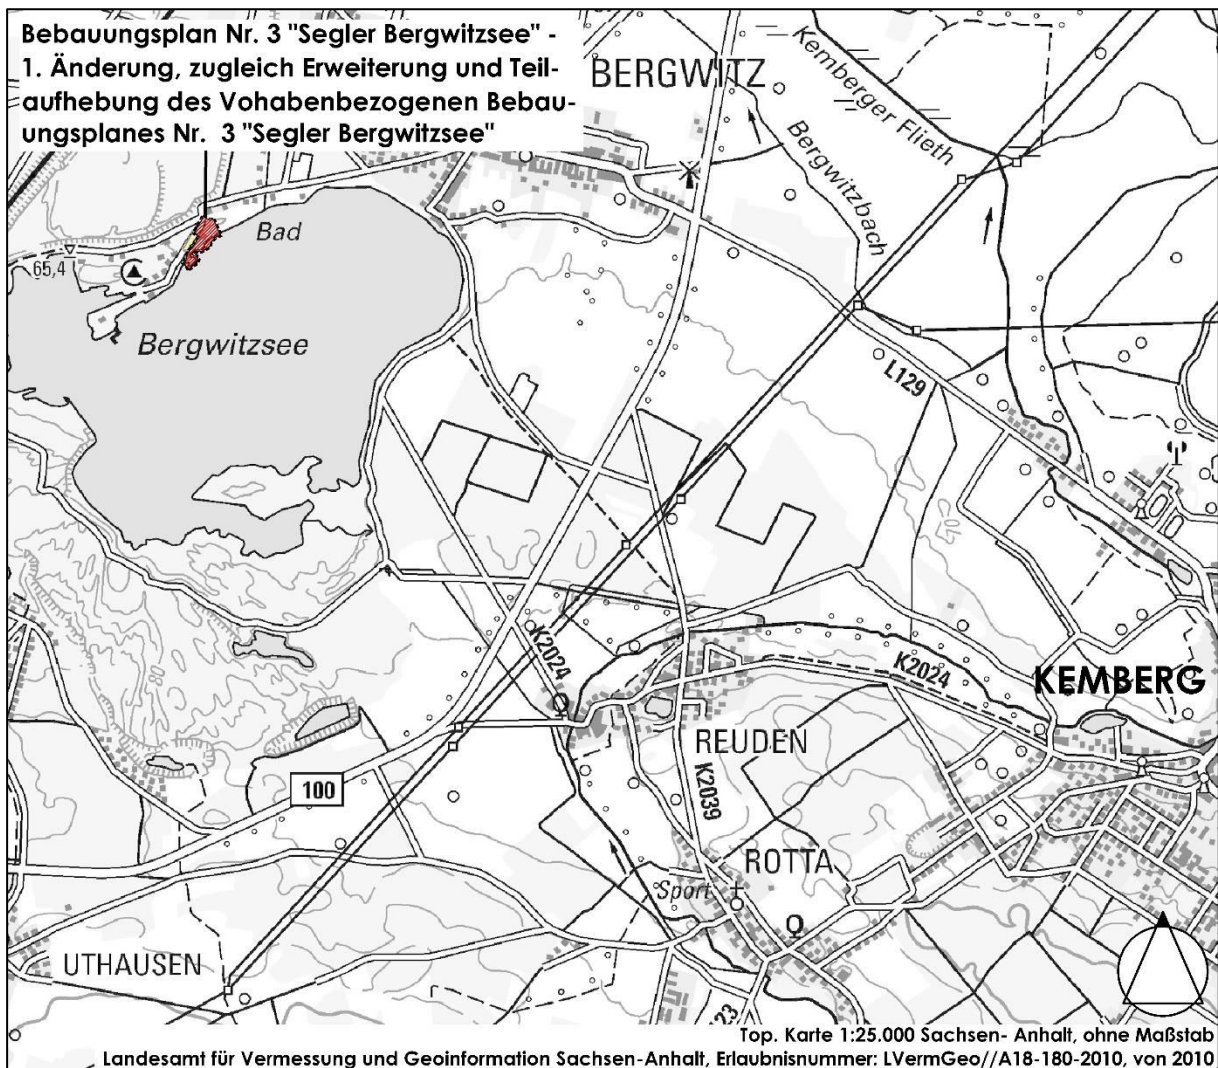 Bebauungsplan Nr. 3 "Segler Bergwitzsee" -
1. Änderung, zugleich Erweiterung und Teil-
aufhebung des Vohabenbezogenen Bebau-
ungsplanes Nr. 3 "Segler Bergwitzsee"
BERGWITZ
Kemberger Flieth
Bergwitzbach
Bad
65,4
Bergwitzsee
L129
K2024
K2024
KEMBERG
REUDEN
100
K2039
ROTTA
Sport
UTHAUSEN
23
Top. Karte 1:25.000 Sachsen- Anhalt, ohne Maßstab
Landesamt für Vermessung und Geoinformation Sachsen-Anhalt, Erlaubnisnummer: LVermGeo//A18-180-2010, von 2010